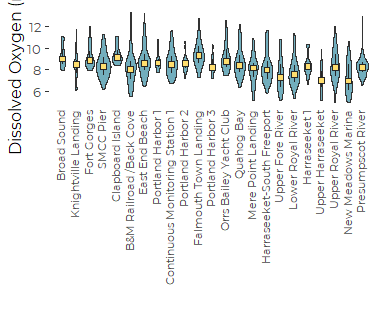 Dissolved Oxygen (
12
10
8
6
Broad Sound
Knightville Landing
Fort Gorges
SMCC Pier
Clapboard Island
B&M Railroad /Back Cove
East End Beach
Portland Harbor 1
Continuous Monitoring Station 1
Portland Harbor 2
Falmouth Town Landing
Portland Harbor 3
Orrs Bailey Yacht Club
Quahog Bay
Mere Point Landing
Harraseeket-South Freeport
Upper Fore River
Lower Royal River
Harraseeket 1
Upper Harraseeket
Upper Royal River
New Meadows Marina
Presumpscot River